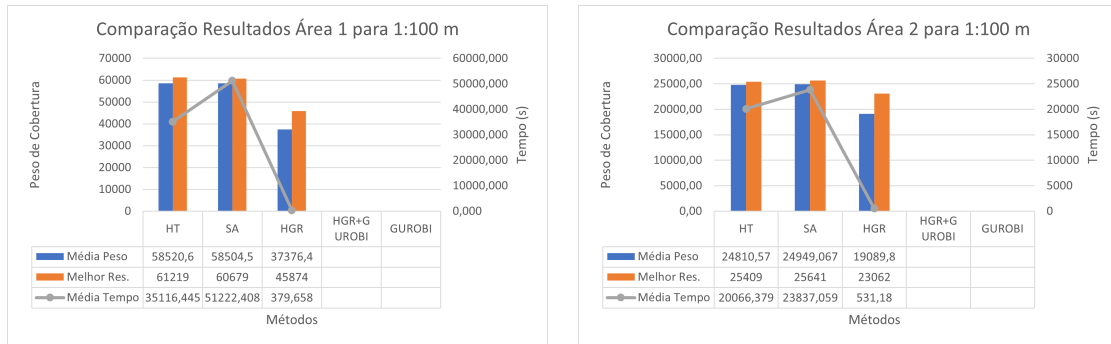 Comparação Resultados Área 1 para 1:100 m
Peso de Cobertura
70000
60000
50000
40000
30000
20000
10000
0
60000,000
50000,000
40000,000
30000,000
20000,000
10000,000
0,000
Tempo (s)
HT SA HGR HGR+G UROBI GUROBI
Média Peso 58520,6 58504,5 37376,4
Melhor Res. 61219 60679 45874
Média Tempo 35116,445 51222,408 379,658
Métodos
Comparação Resultados Área 2 para 1:100 m
Peso de Cobertura
30000,00
25000,00
20000,00
15000,00
10000,00
5000,00
0,00
30000
25000
20000
15000
10000
5000
0
Tempo (s)
HT SA HGR HGR+G UROBI GUROBI
Média Peso 24810,57 24949,067 19089,8
Melhor Res. 25409 25641 23062
Média Tempo 20066,379 23837,059 531,18
Métodos